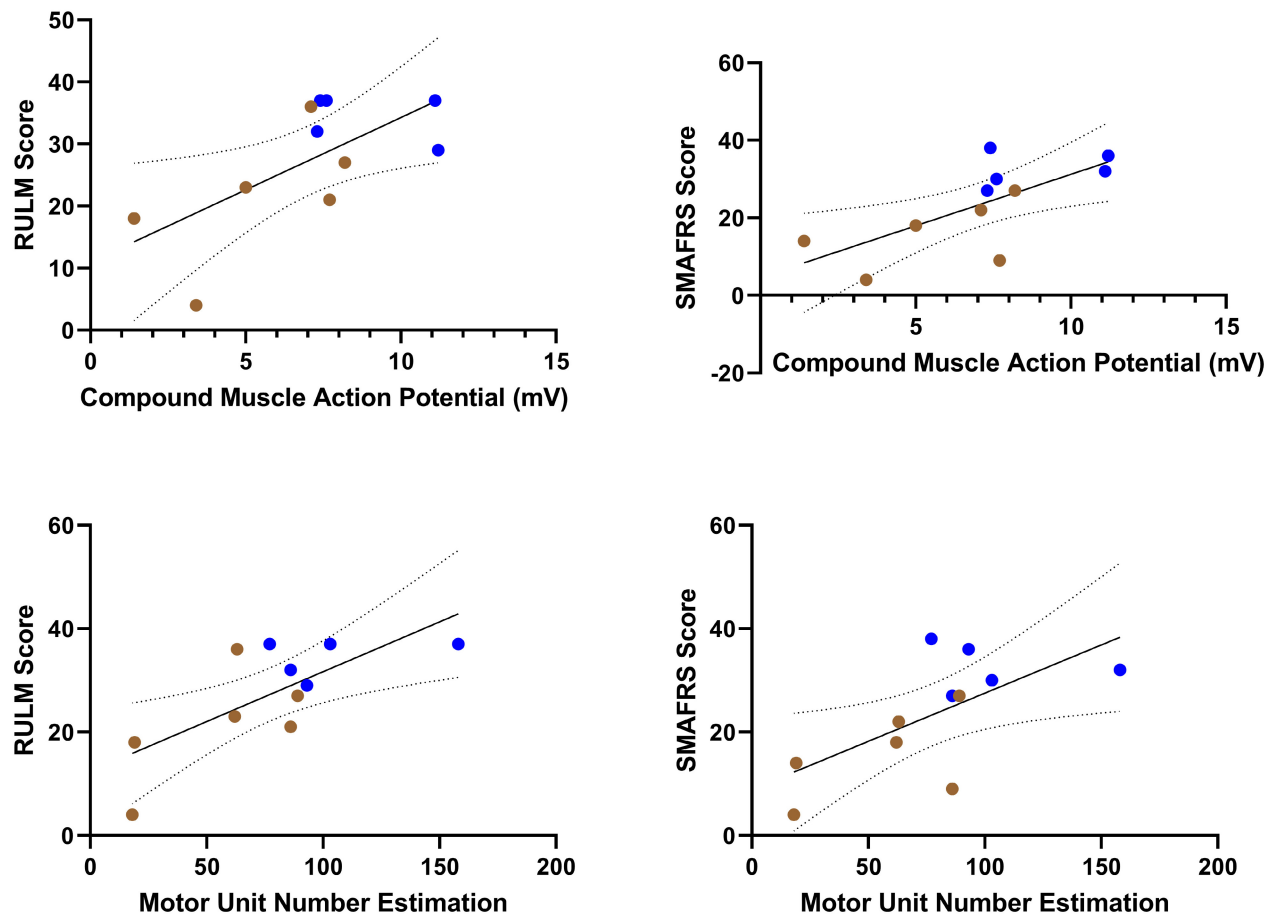 50
40
30
20
10
0
RULM Score
0 5 10 15
Compound Muscle Action Potential (mV)
60
40
20
0
-20
SMAFRS Score
5 10 15
Compound Muscle Action Potential (mV)
60
40
20
0
RULM Score
0 50 100 150 200
Motor Unit Number Estimation
60
40
20
0
SMAFRS Score
0 50 100 150 200
Motor Unit Number Estimation